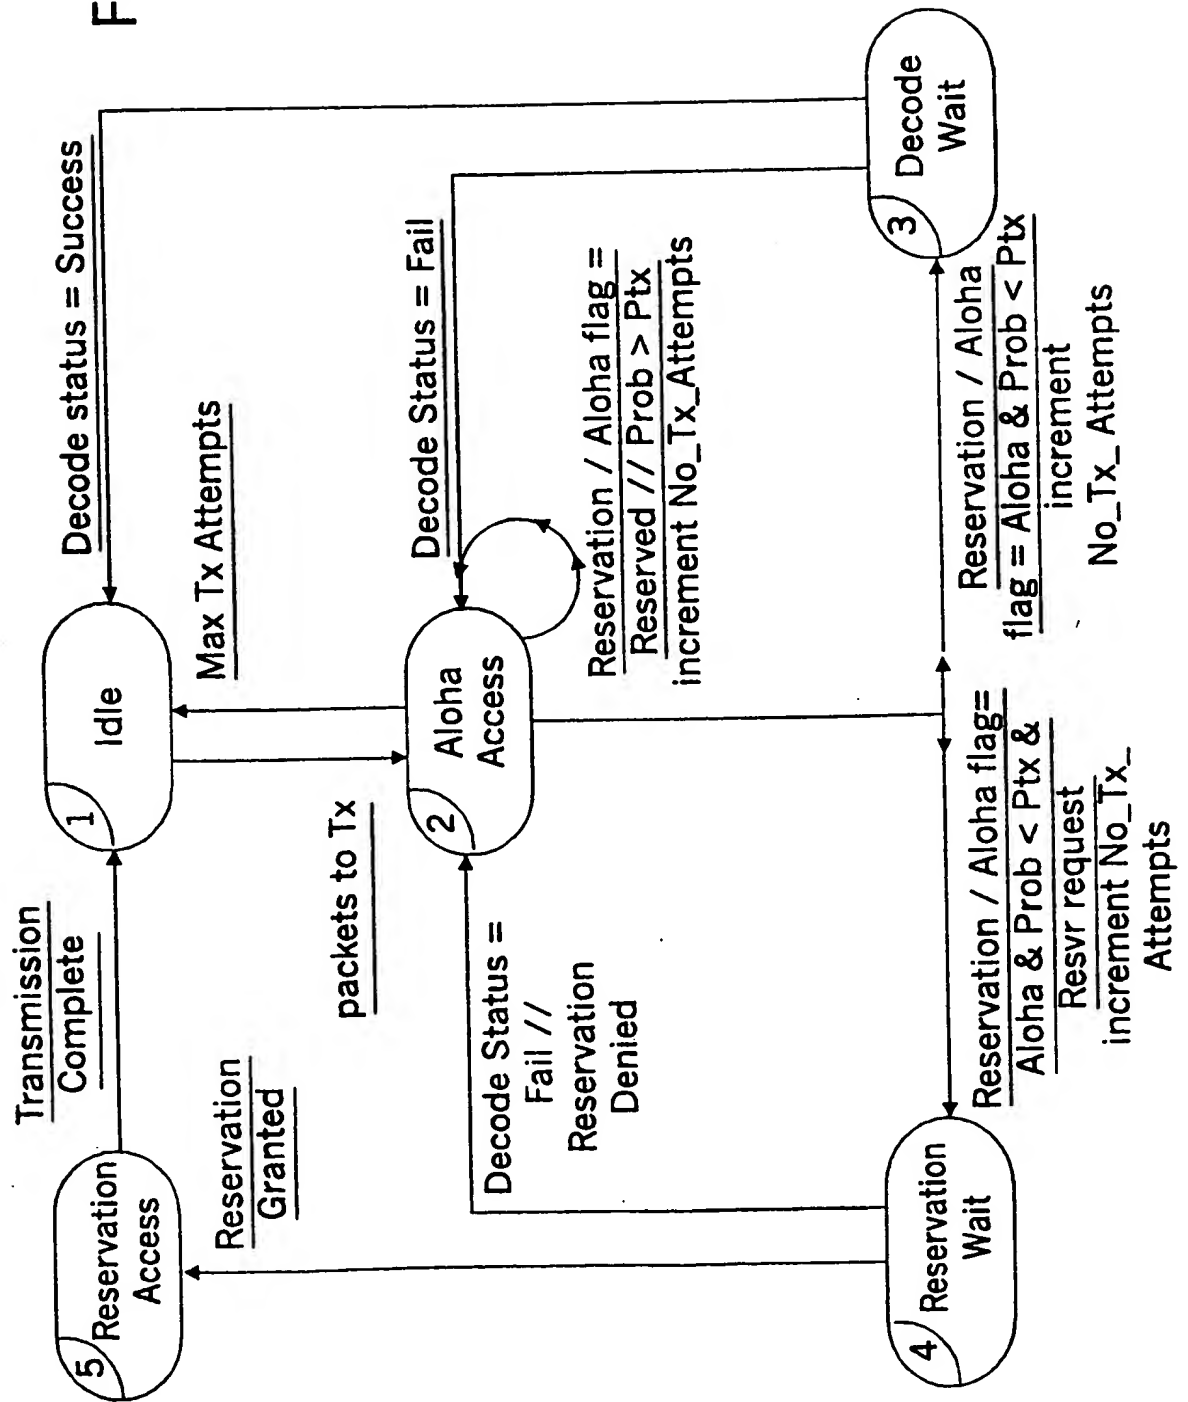 F
Transmission
Complete
Decode status = Success
5
Reservation
Access
1
Idle
Max Tx Attempts
Reservation
Granted
packets to Tx
Decode Status = Fail
2
Aloha
Access
Decode Status =
Fail //
Reservation
Denied
Reservation / Aloha flag =
Reserved // Prob > Ptx
increment No_Tx_Attempts
4
Reservation
Wait
3
Decode
Wait
Reservation / Aloha flag=
Aloha & Prob < Ptx &
Resvr request
increment No_Tx_
Attempts
Reservation / Aloha
flag = Aloha & Prob < Ptx
increment
No_Tx_ Attempts